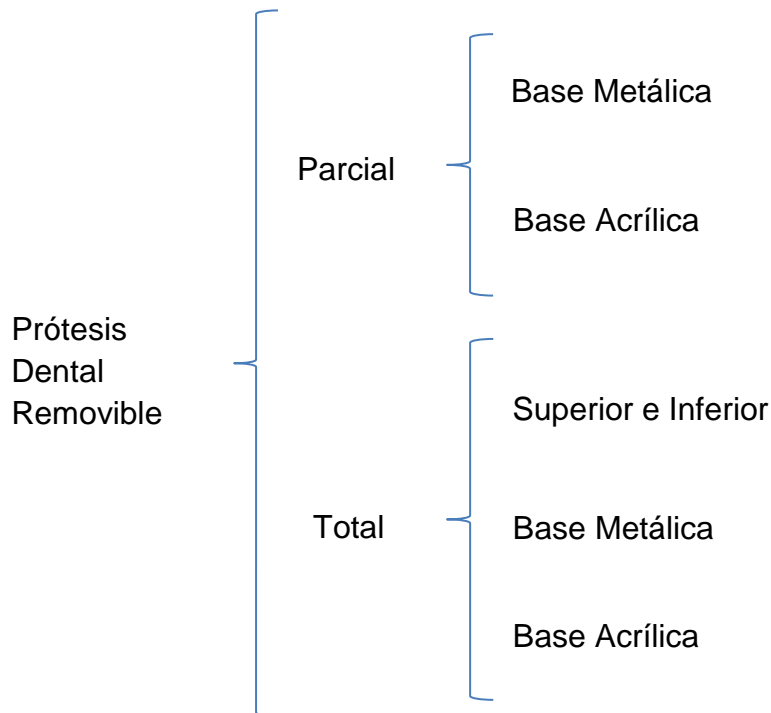 Prótesis
Dental
Removible
Parcial
Base Metálica
Base Acrílica
Total
Superior e Inferior
Base Metálica
Base Acrílica